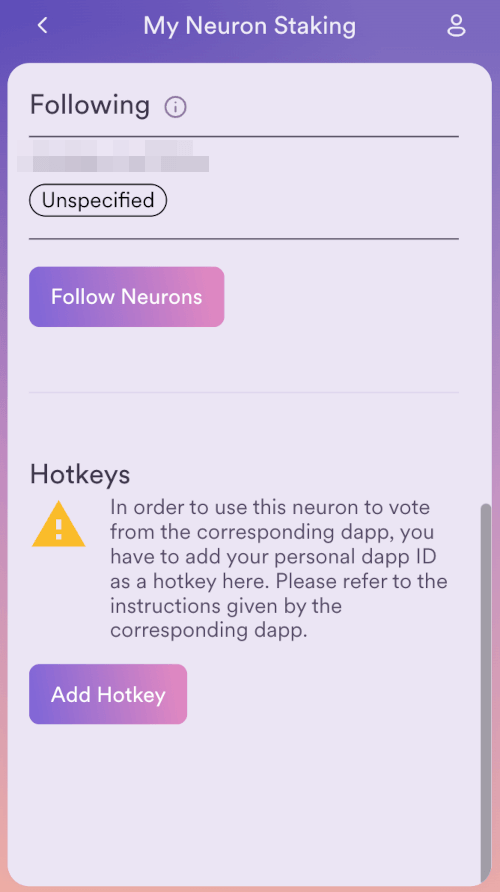 My Neuron Staking
Following
Unspecified
Follow Neurons
Hotkeys
In order to use this neuron to vote
from the corresponding dapp, you
have to add your personal dapp ID
as a hotkey here. Please refer to the
instructions given by the
corresponding dapp.
Add Hotkey